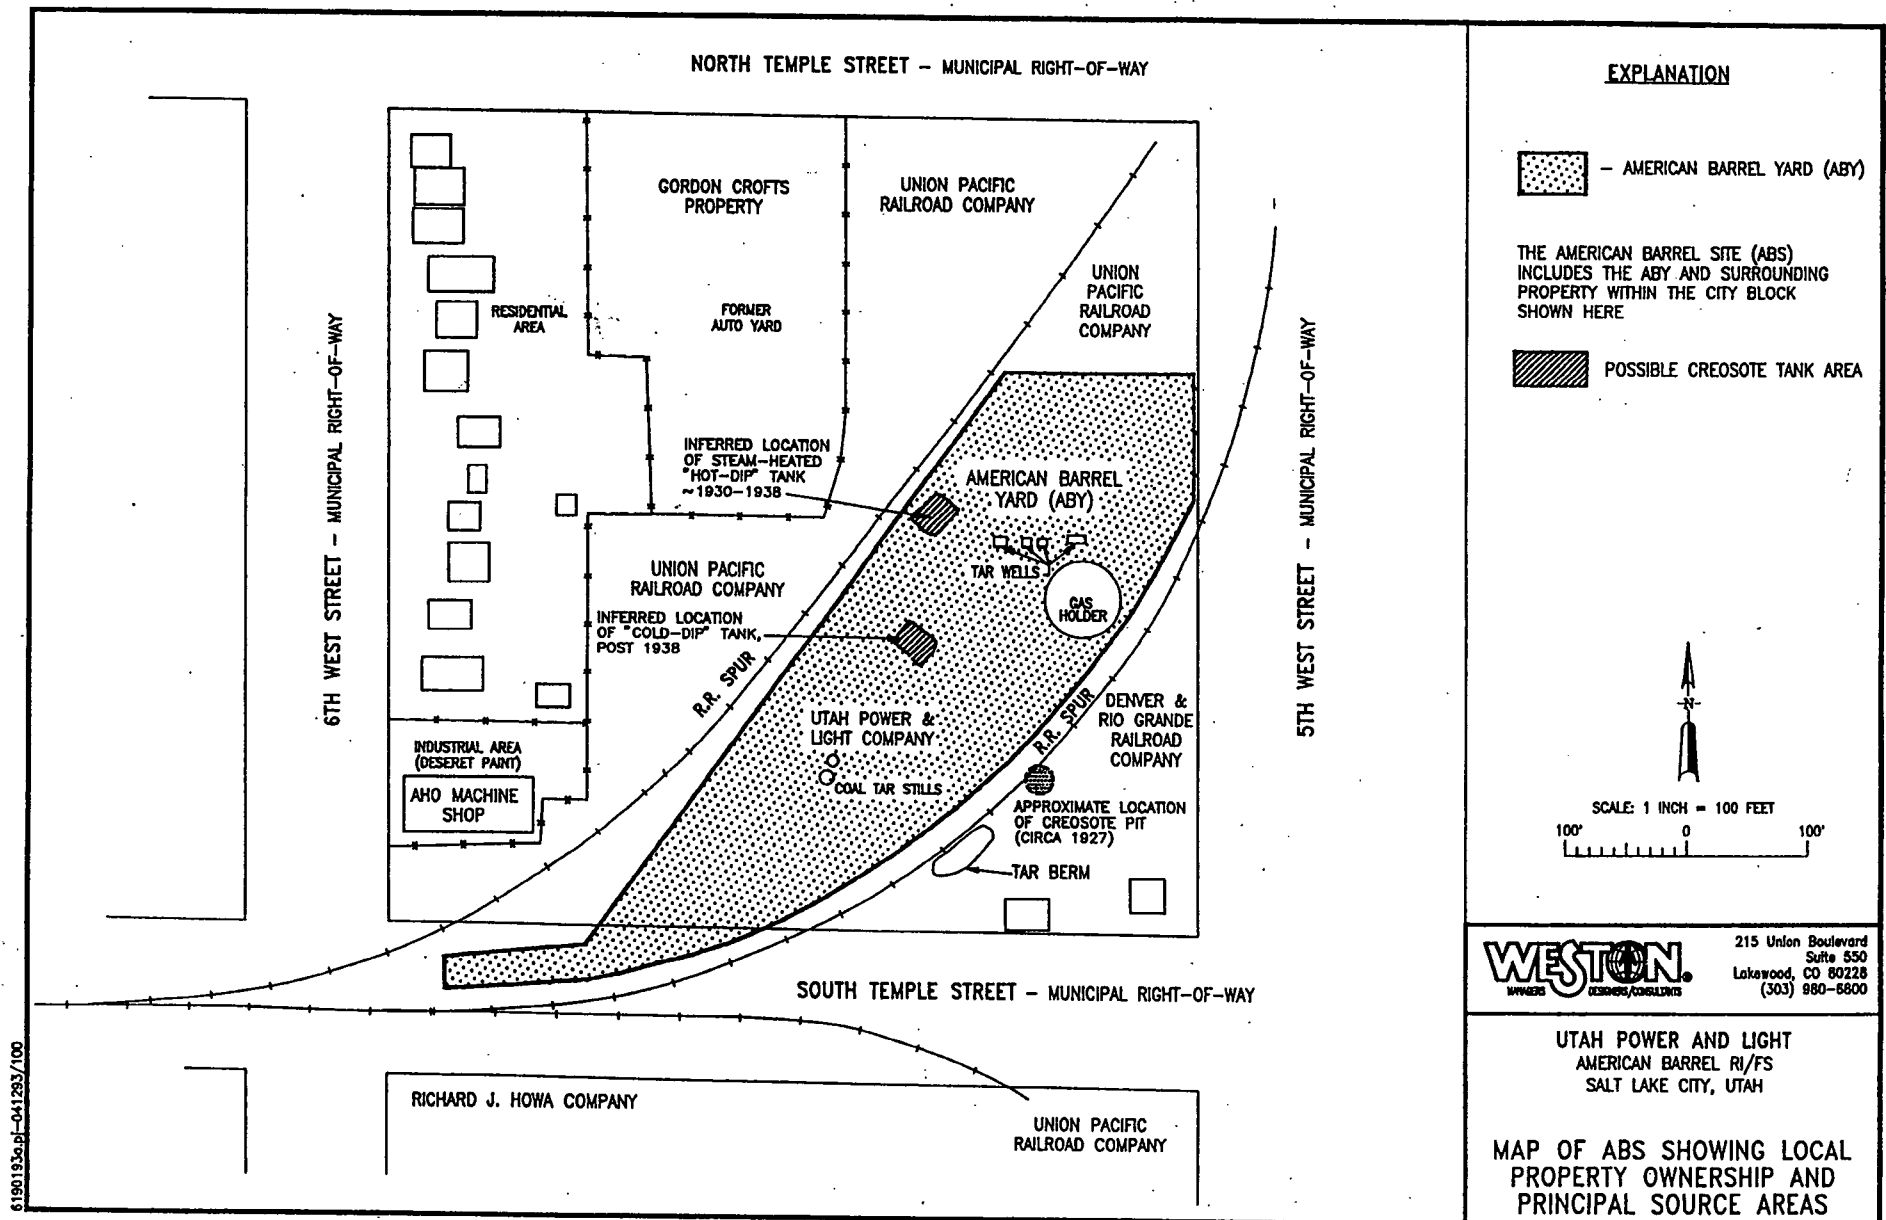 NORTH TEMPLE STREET – MUNICIPAL RIGHT-OF-WAY
GORDON CROFTS
PROPERTY
UNION PACIFIC
RAILROAD COMPANY
UNION
PACIFIC
RAILROAD
COMPANY
RESIDENTIAL
AREA
FORMER
AUTO YARD
6TH WEST STREET – MUNICIPAL RIGHT-OF-WAY
5TH WEST STREET – MUNICIPAL RIGHT-OF-WAY
INFERRED LOCATION
OF STEAM-HEATED
"HOT-DIP" TANK
~1930-1938
AMERICAN BARREL
YARD (ABY)
TAR WELLS
GAS
HOLDER
UNION PACIFIC
RAILROAD COMPANY
INFERRED LOCATION
OF "COLD-DIP" TANK,
POST 1938
R.R. SPUR
UTAH POWER &
LIGHT COMPANY
COAL TAR STILLS
R.R. SPUR
DENVER &
RIO GRANDE
RAILROAD
COMPANY
INDUSTRIAL AREA
(DESERET PAINT)
AHO MACHINE
SHOP
APPROXIMATE LOCATION
OF CREOSOTE PIT
(CIRCA 1927)
TAR BERM
SOUTH TEMPLE STREET – MUNICIPAL RIGHT-OF-WAY
RICHARD J. HOWA COMPANY
UNION PACIFIC
RAILROAD COMPANY
61901193a.pl-041293/100
EXPLANATION
– AMERICAN BARREL YARD (ABY)
THE AMERICAN BARREL SITE (ABS)
INCLUDES THE ABY AND SURROUNDING
PROPERTY WITHIN THE CITY BLOCK
SHOWN HERE
POSSIBLE CREOSOTE TANK AREA
N
SCALE: 1 INCH = 100 FEET
100' 0 100'
WESTON.
MANAGERS DESIGNERS/CONSULTANTS
215 Union Boulevard
Suite 550
Lakewood, CO 80228
(303) 980-6800
UTAH POWER AND LIGHT
AMERICAN BARREL RI/FS
SALT LAKE CITY, UTAH
MAP OF ABS SHOWING LOCAL
PROPERTY OWNERSHIP AND
PRINCIPAL SOURCE AREAS